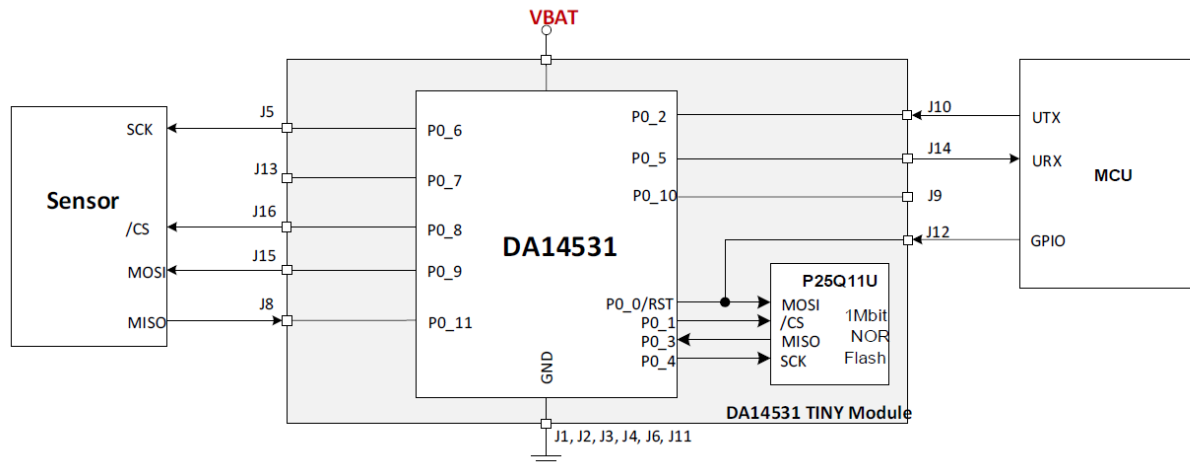 VBAT
Sensor
SCK
/CS
MOSI
MISO
J5
J13
J16
J15
J8
P0_6
P0_7
P0_8
P0_9
P0_11
DA14531
GND
P0_2
P0_5
P0_10
P0_0/RST
P0_1
P0_3
P0_4
P25Q11U
MOSI
/CS
MISO
SCK
1Mbit
NOR
Flash
J10
J14
J9
J12
UTX
URX
GPIO
MCU
DA14531 TINY Module
J1, J2, J3, J4, J6, J11